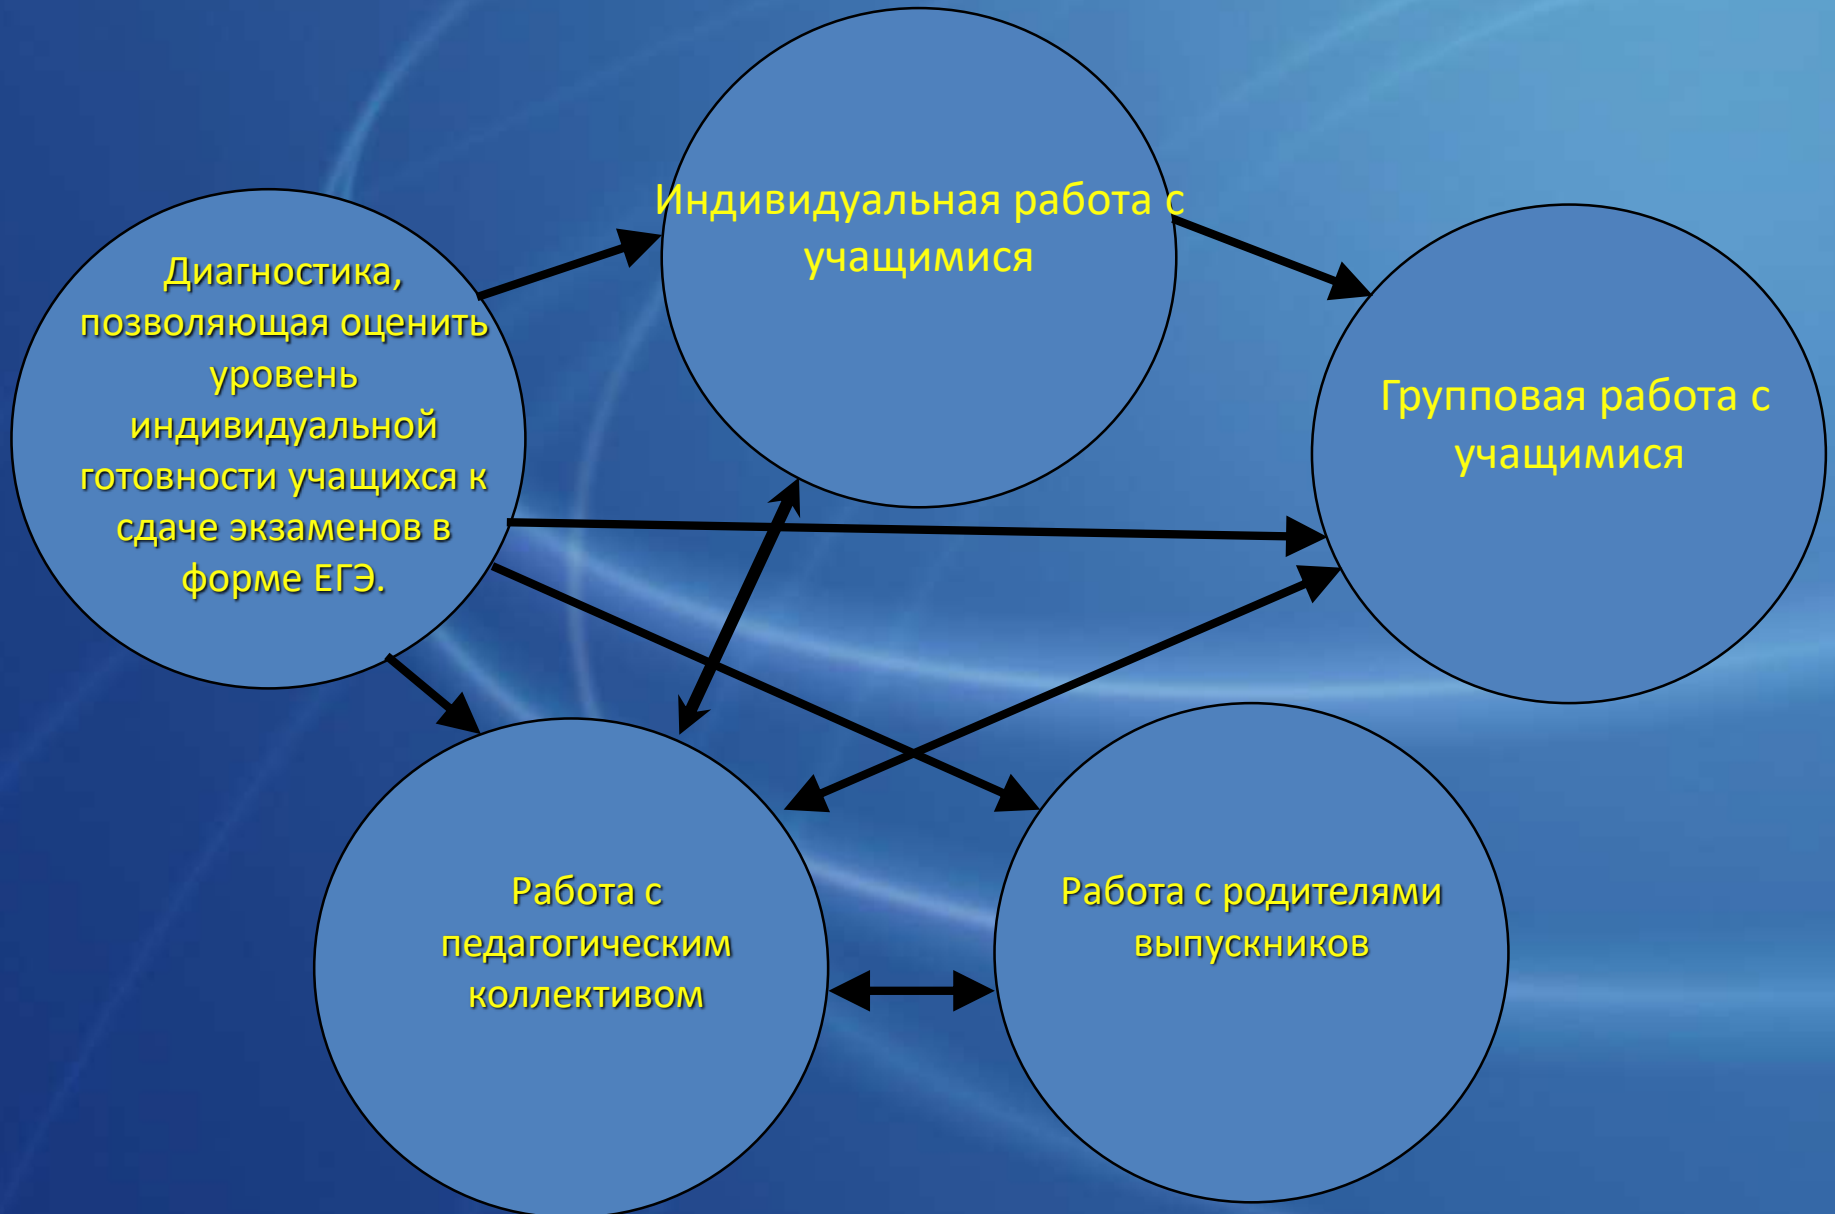 Диагностика,
позволяющая оценить
уровень
индивидуальной
готовности учащихся к
сдаче экзаменов в
форме ЕГЭ.
Индивидуальная работа с
учащимися
Групповая работа с
учащимися
Работа с
педагогическим
коллективом
Работа с родителями
выпускников